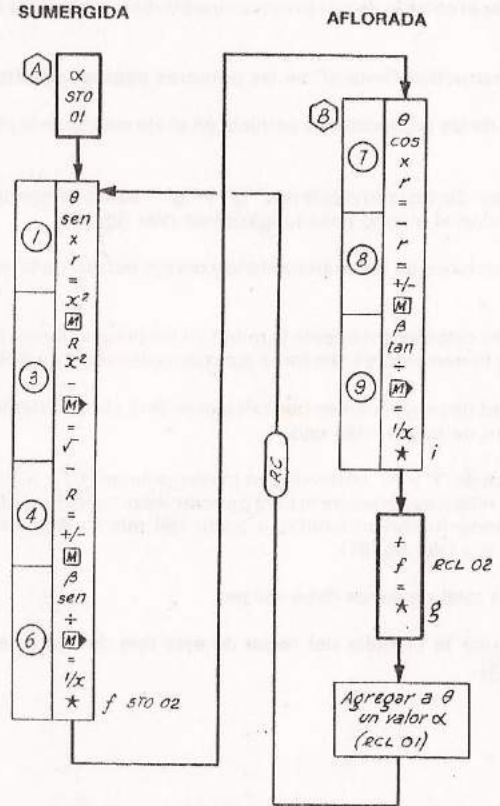 SUMERGIDA
A
α
STO
01
1
3
4
6
θ
sen
x
r
=
x²
M
R
x²
−
M
=
√
−
R
+/−
M
β
sen
÷
M
=
1/x
★ f STO 02
RC
AFLORADA
B
7
8
9
θ
cos
x
r
=
−
r
=
+/−
M
β
tan
÷
M
=
1/x
★ i
+
f RCL 02
=
★ g
Agregar a θ
un valor α
(RCL 01)